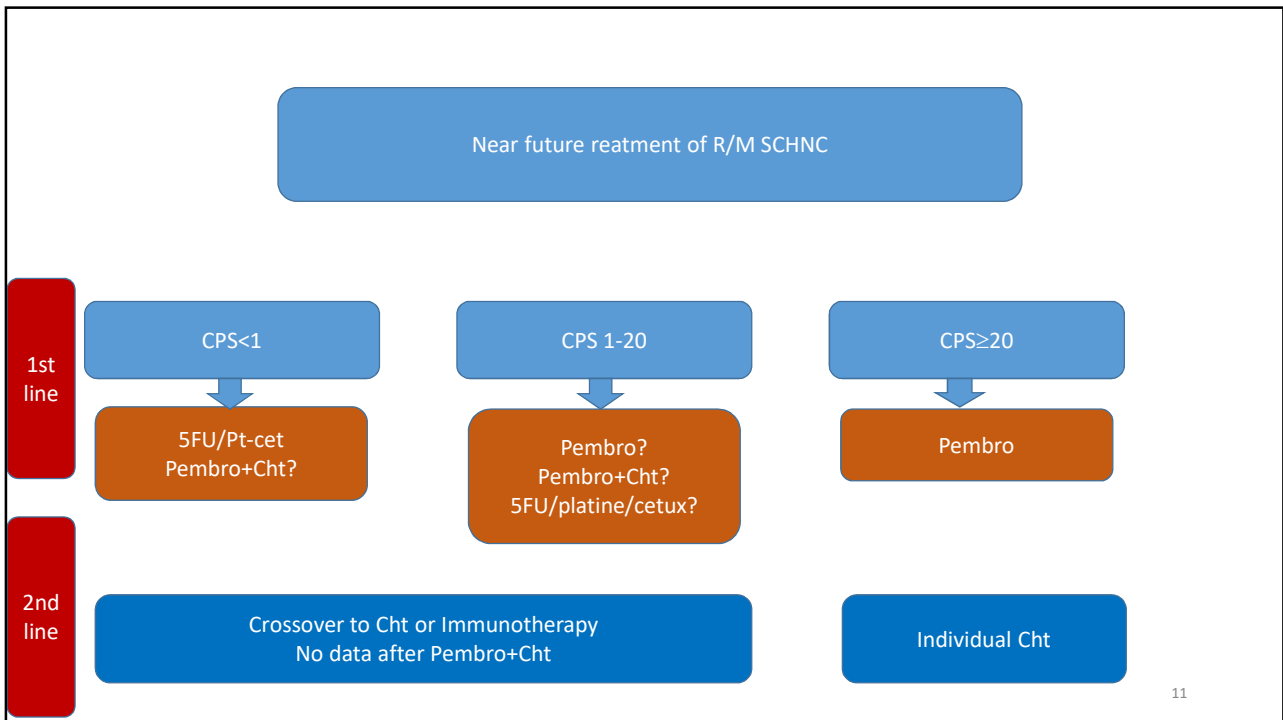 Near future reatment of R/M SCHNC
1st
line
CPS<1
CPS 1-20
CPS≥20
5FU/Pt-cet
Pembro+Cht?
Pembro?
Pembro+Cht?
5FU/platine/cetux?
Pembro
2nd
line
Crossover to Cht or Immunotherapy
No data after Pembro+Cht
Individual Cht
11